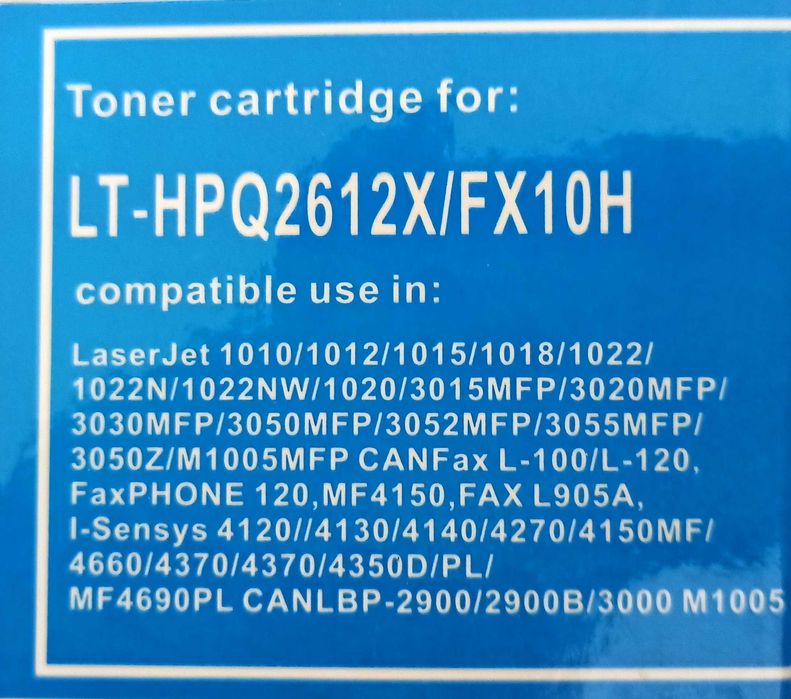 Toner cartridge for:
LT-HPQ2612X/FX10H
compatible use in:
LaserJet 1010/1012/1015/1018/1022/
1022N/1022NW/1020/3015MFP/3020MFP/
3030MFP/3050MFP/3052MFP/3055MFP/
3050Z/M1005MFP CANFax L-100/L-120,
FaxPHONE 120,MF4150,FAX L905A,
I-Sensys 4120//4130/4140/4270/4150MF/
4660/4370/4370/4350D/PL/
MF4690PL CANLBP-2900/2900B/3000 M1005